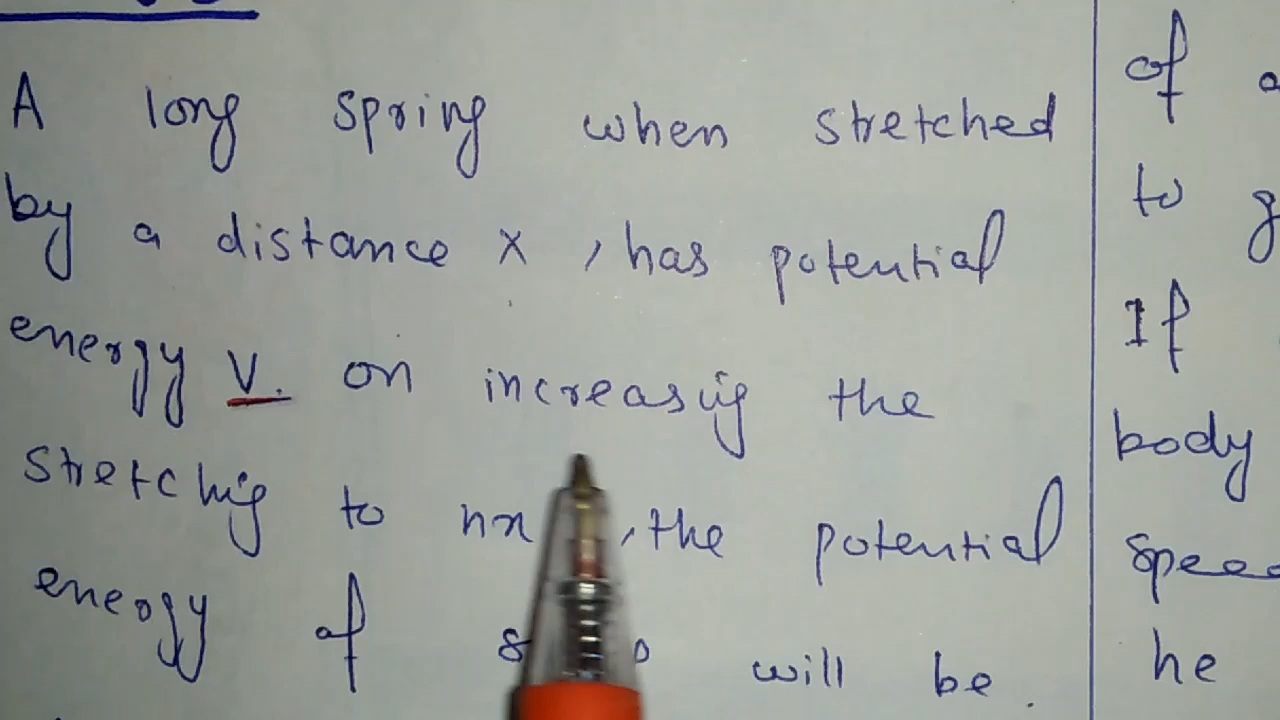 A long spring when stretched
by a distance x, has potential
energy V. on increasing the
stretching to nx, the potential
energy of will be.
of
to
If
body
he